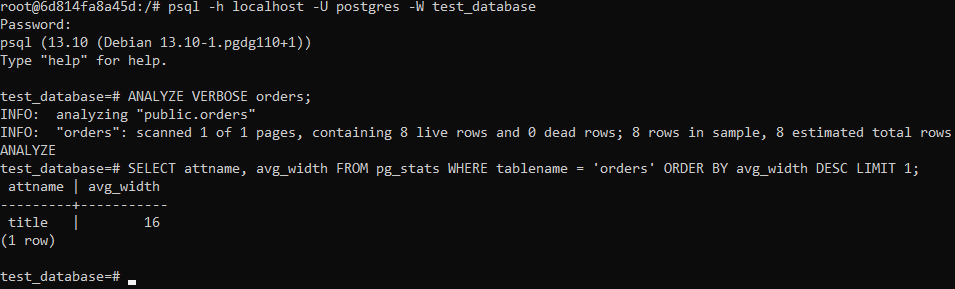 root@6d814fa8a45d:/# psql -h localhost -U postgres -W test_database
Password:
psql (13.10 (Debian 13.10-1.pgdg110+1))
Type "help" for help.

test_database=# ANALYZE VERBOSE orders;
INFO:  analyzing "public.orders"
INFO:  "orders": scanned 1 of 1 pages, containing 8 live rows and 0 dead rows; 8 rows in sample, 8 estimated total rows
ANALYZE
test_database=# SELECT attname, avg_width FROM pg_stats WHERE tablename = 'orders' ORDER BY avg_width DESC LIMIT 1;
 attname | avg_width
---------+-----------
 title   |        16
(1 row)

test_database=#